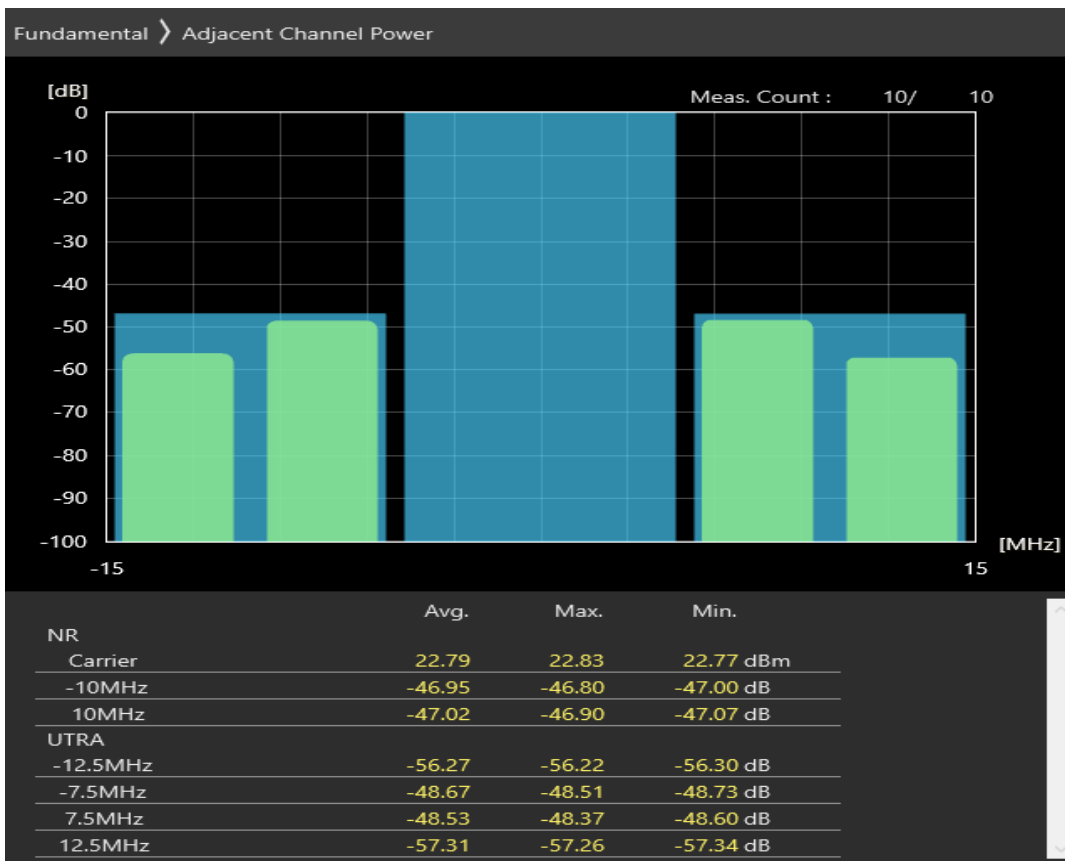 Fundamental 〉 Adjacent Channel Power
[dB]
Meas. Count : 10/ 10
0
-10
-20
-30
-40
-50
-60
-70
-80
-90
-100
[MHz]
-15 15
Avg. Max. Min.
NR
Carrier 22.79 22.83 22.77 dBm
-10MHz -46.95 -46.80 -47.00 dB
10MHz -47.02 -46.90 -47.07 dB
UTRA
-12.5MHz -56.27 -56.22 -56.30 dB
-7.5MHz -48.67 -48.51 -48.73 dB
7.5MHz -48.53 -48.37 -48.60 dB
12.5MHz -57.31 -57.26 -57.34 dB